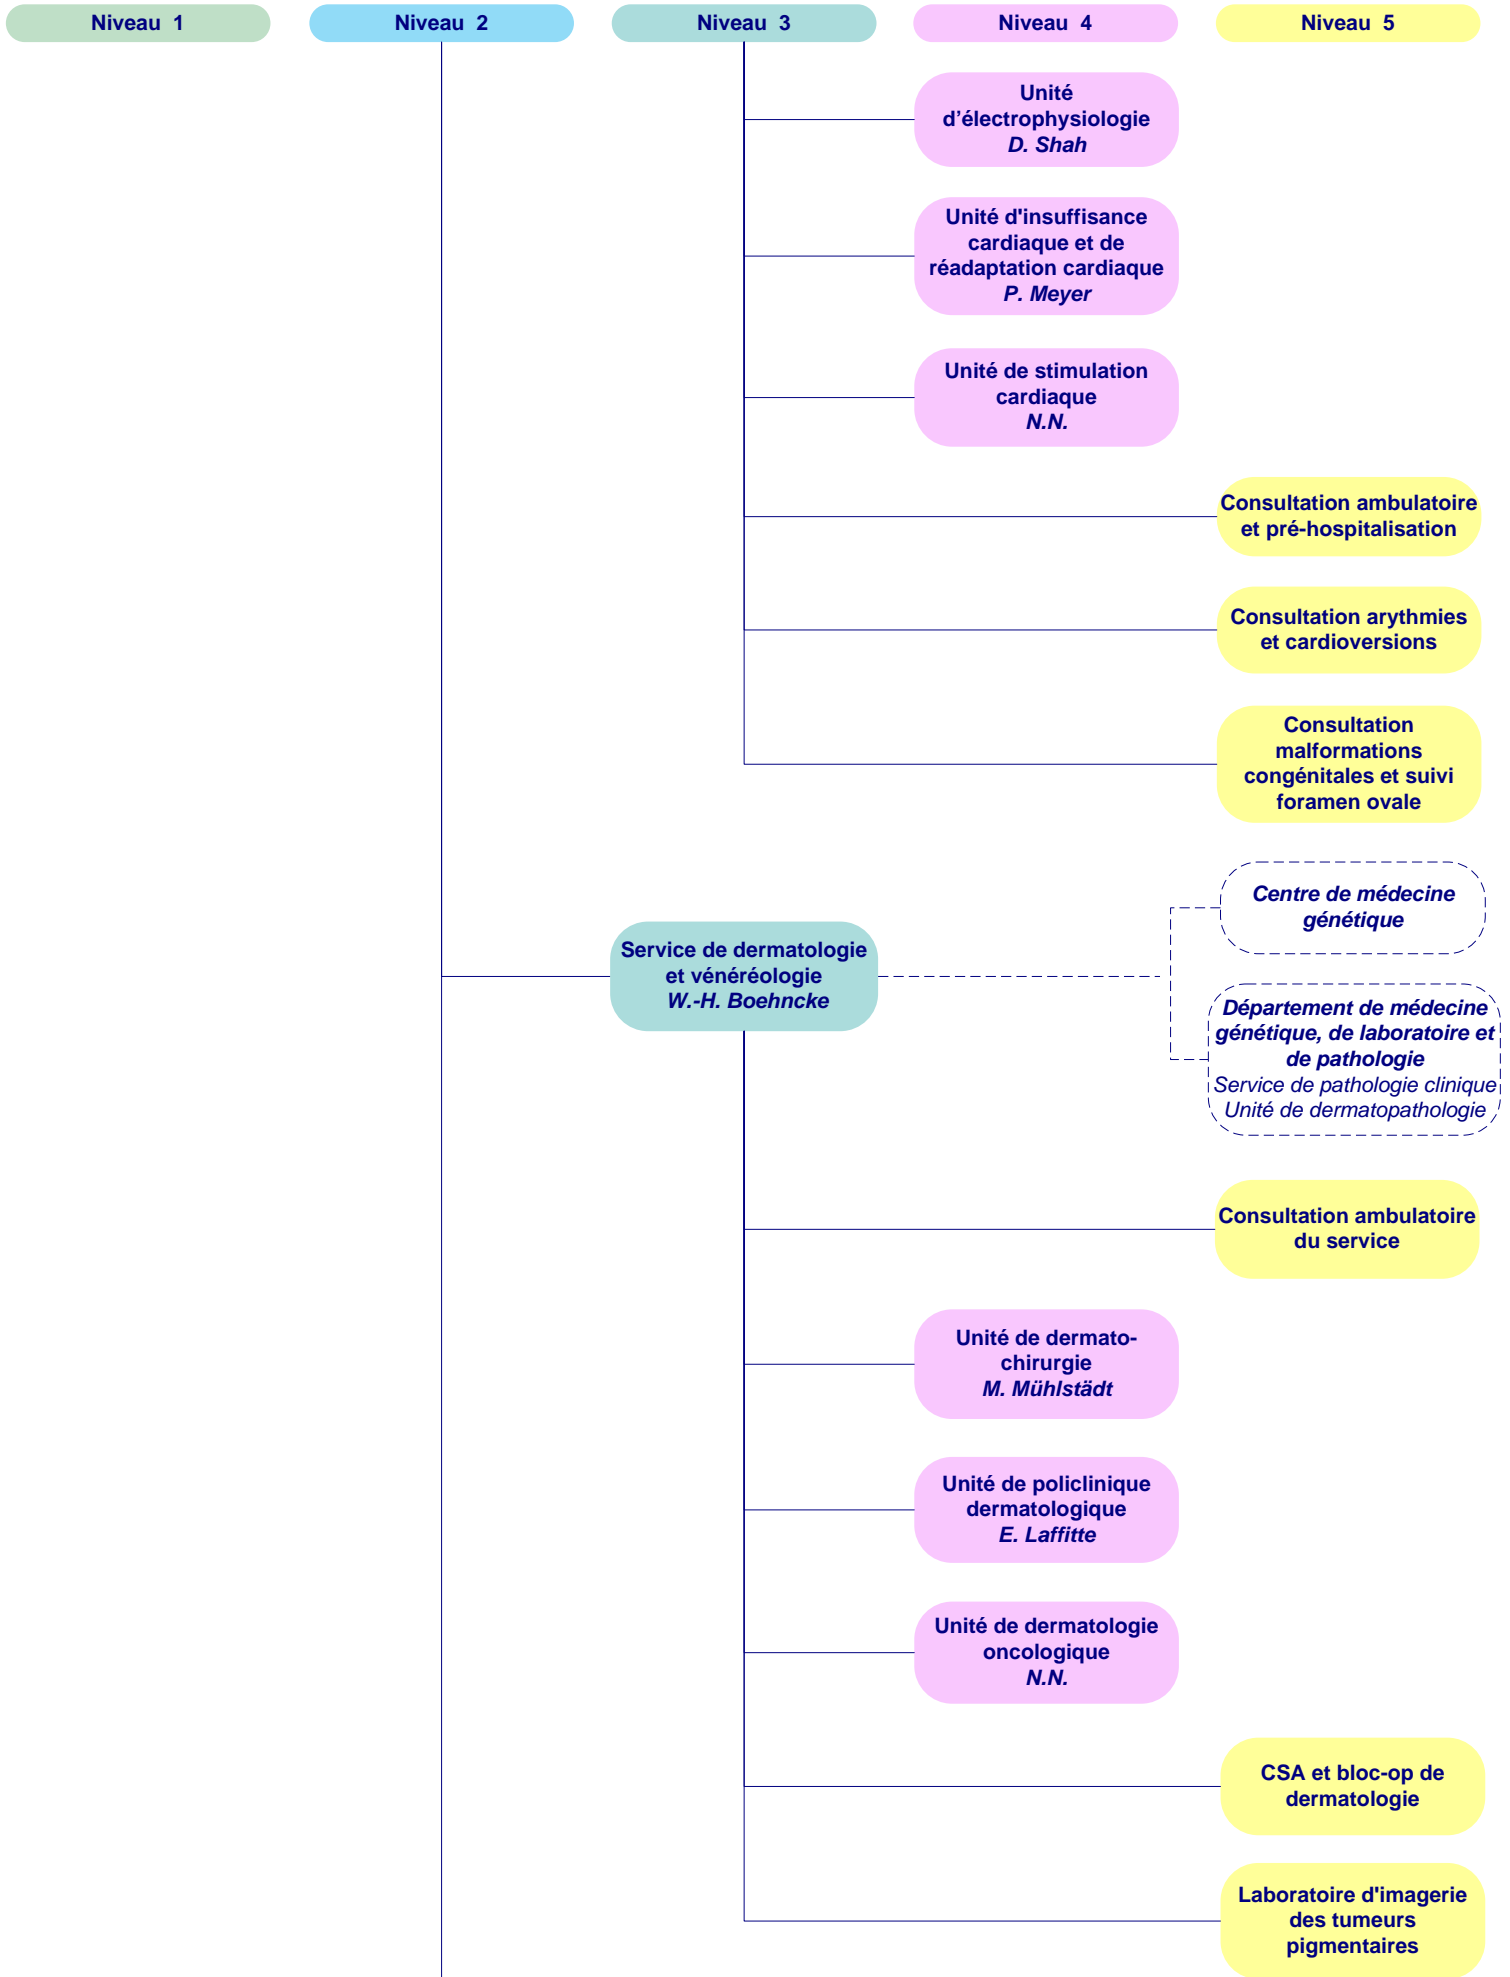 Niveau 1
Niveau 2
Niveau 3
Niveau 4
Niveau 5
Unité
d’électrophysiologie
D. Shah
Unité d'insuffisance
cardiaque et de
réadaptation cardiaque
P. Meyer
Unité de stimulation
cardiaque
N.N.
Consultation ambulatoire
et pré-hospitalisation
Consultation arythmies
et cardioversions
Consultation
malformations
congénitales et suivi
foramen ovale
Centre de médecine
génétique
Service de dermatologie
et vénéréologie
W.-H. Boehncke
Département de médecine
génétique, de laboratoire et
de pathologie
Service de pathologie clinique
Unité de dermatopathologie
Consultation ambulatoire
du service
Unité de dermato-
chirurgie
M. Mühlstädt
Unité de policlinique
dermatologique
E. Laffitte
Unité de dermatologie
oncologique
N.N.
CSA et bloc-op de
dermatologie
Laboratoire d'imagerie
des tumeurs
pigmentaires